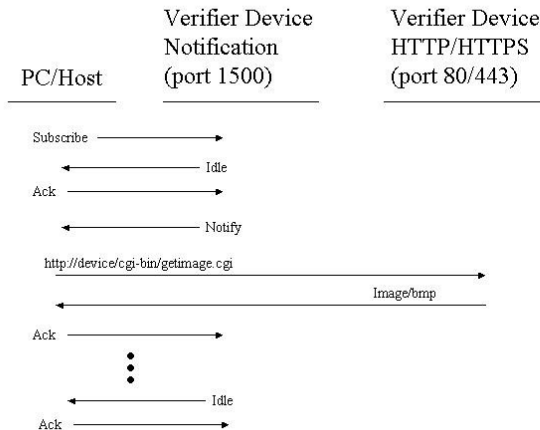 PC/Host
Verifier Device
Notification
(port 1500)
Verifier Device
HTTP/HTTPS
(port 80/443)
Subscribe
Idle
Ack
Notify
http://device/cgi-bin/getimage.cgi
Image/bmp
Ack
Idle
Ack